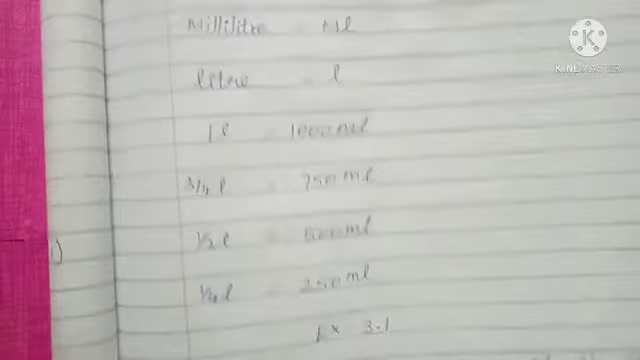 Millilitre = Ml
litre = l
1 l = 1000 ml
3/4 l = 750 ml
1/2 l = 500 ml
1/4 l = 250 ml
1)
K
KINEMASTER